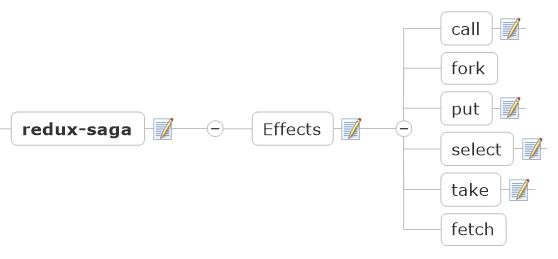 redux-saga
Effects
call
fork
put
select
take
fetch